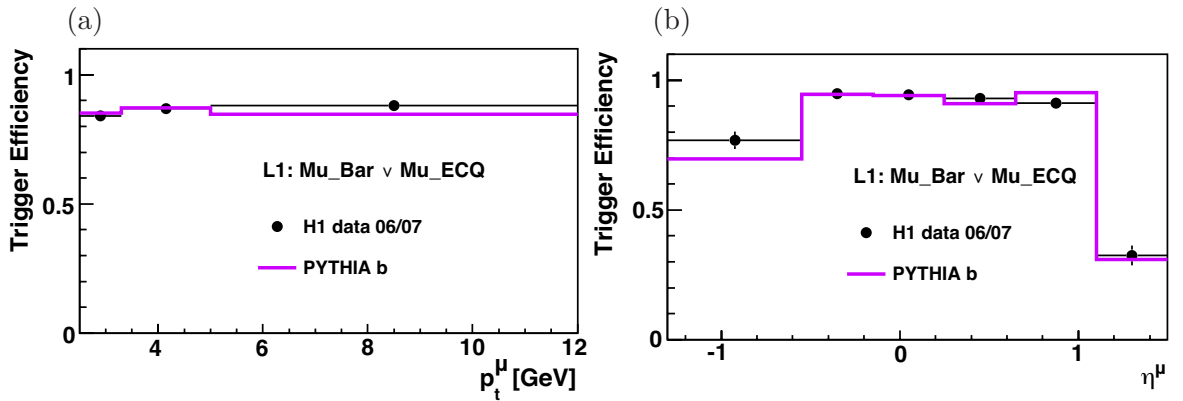 (a)
Trigger Efficiency
1
0.5
0
L1: Mu_Bar ∨ Mu_ECQ
H1 data 06/07
PYTHIA b
4 6 8 10 12
p_t^μ [GeV]
(b)
Trigger Efficiency
1
0.5
0
L1: Mu_Bar ∨ Mu_ECQ
H1 data 06/07
PYTHIA b
-1 0 1
η^μ